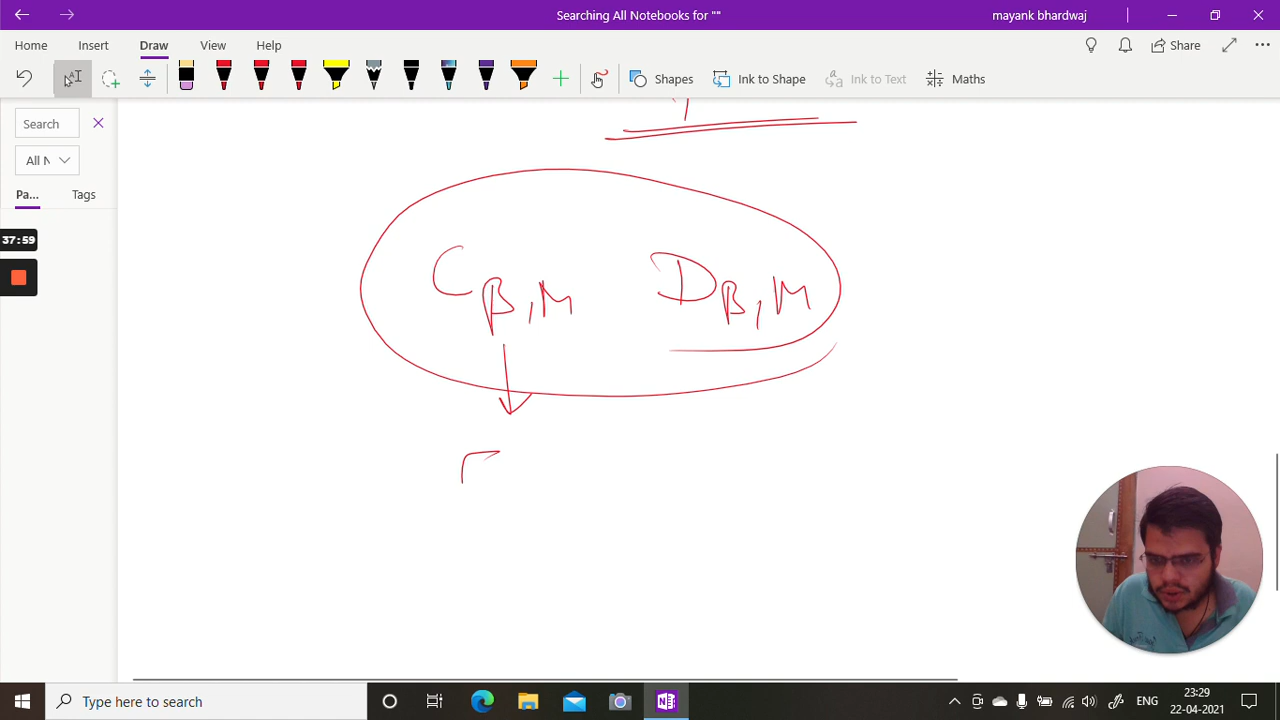 Searching All Notebooks for ""
mayank bhardwaj
Home Insert Draw View Help
Share
Shapes
Ink to Shape
Ink to Text
Maths
Search
All N
Pa... Tags
37:59
C β,M D β,M
Type here to search
ENG
23:29
22-04-2021